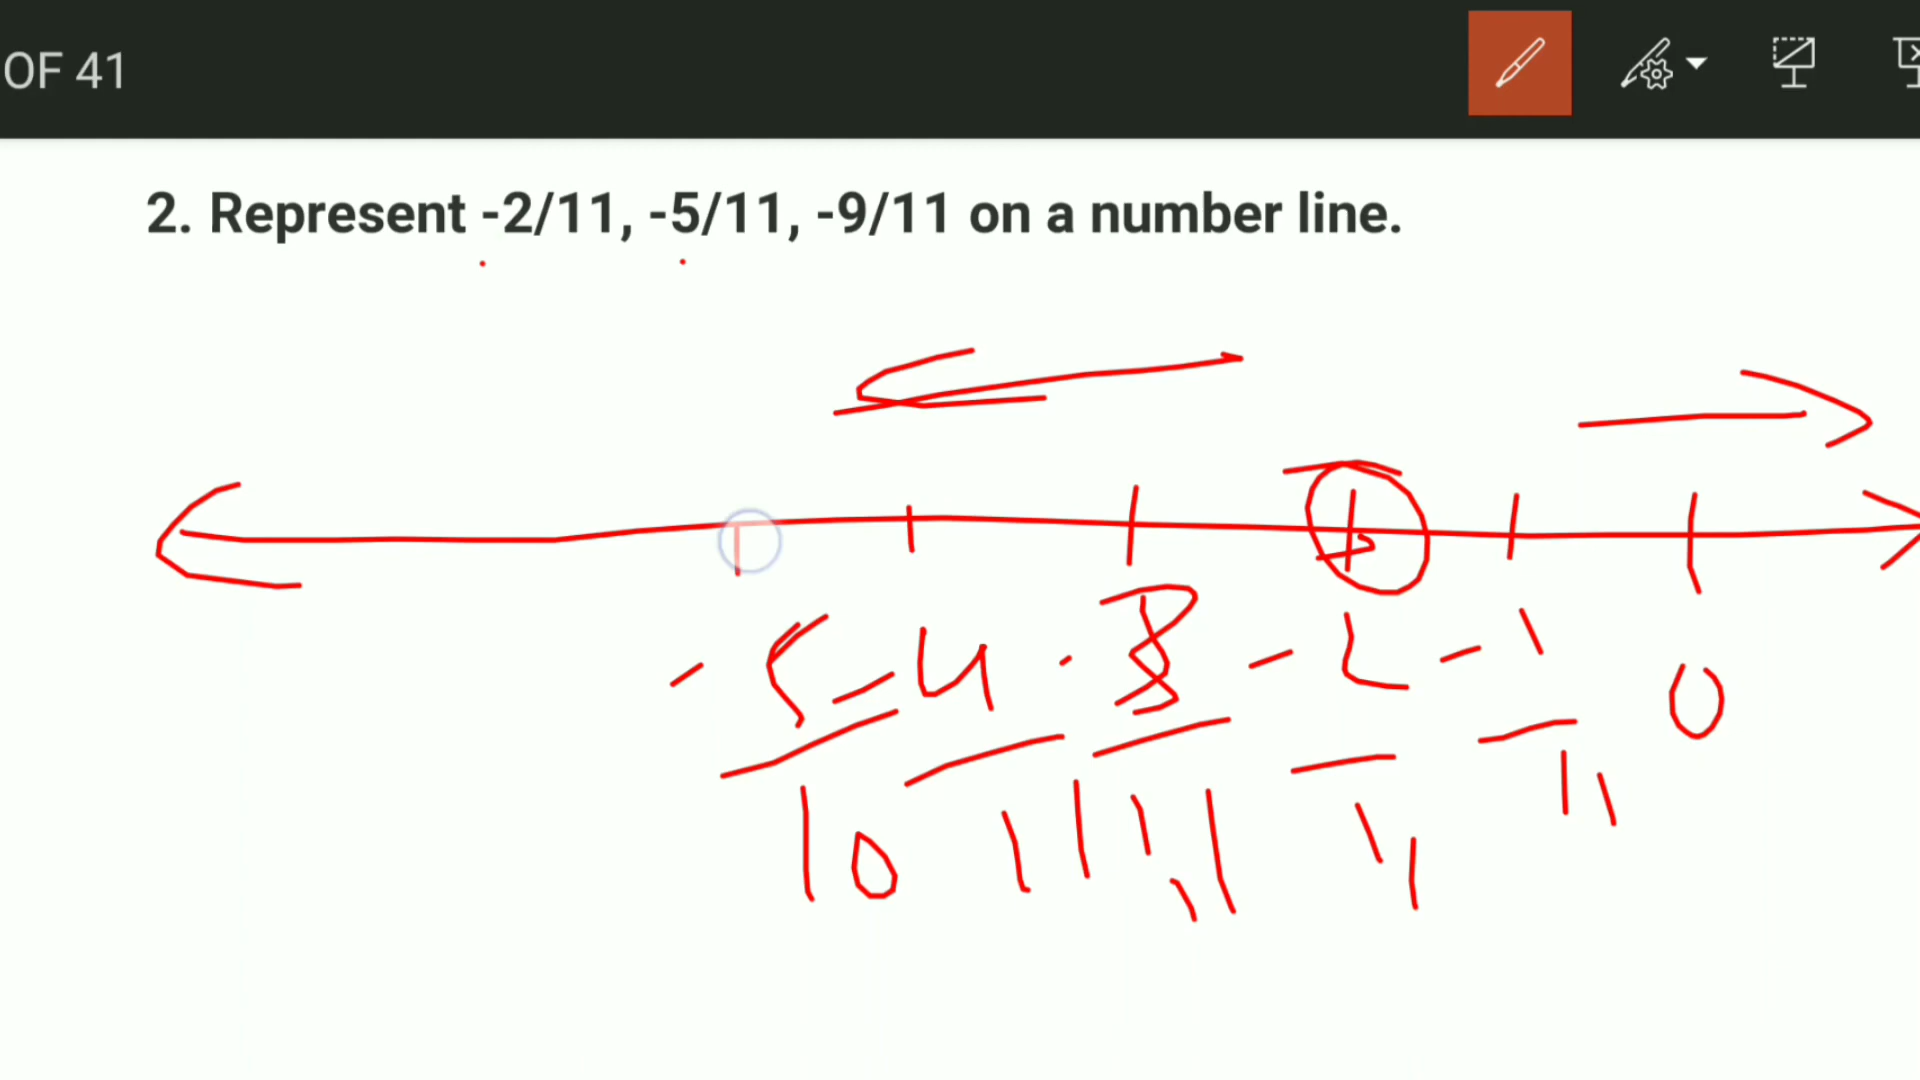 OF 41
2. Represent -2/11, -5/11, -9/11 on a number line.
B
-5/10 -4/11 -3/11 -2/11 -1/11 0